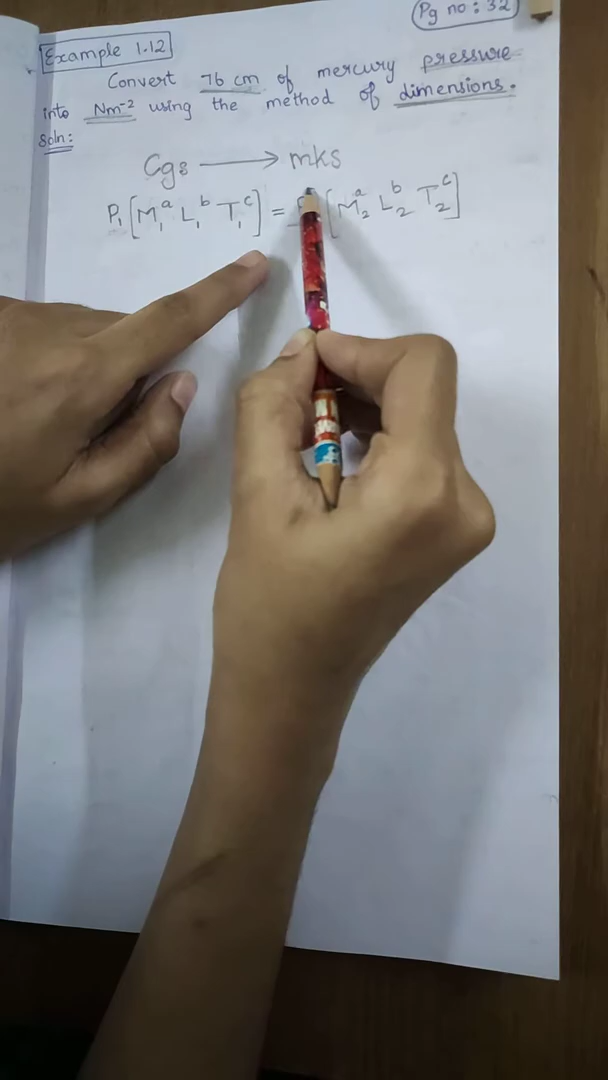 Pg no: 32
Example 1.12
Convert 76 cm of mercury pressure
into Nm⁻² using the method of dimensions.
Soln:
Cgs ⟶ mks
P₁ [M₁ᵃ L₁ᵇ T₁ᶜ] = [M₂ᵃ L₂ᵇ T₂ᶜ]